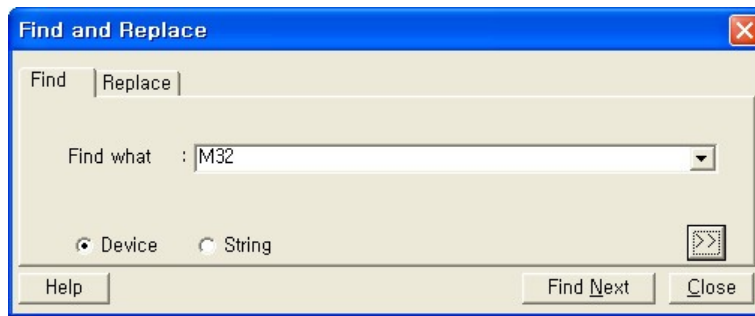 Find and Replace
Find Replace
Find what : M32
Device String >>
Help Find Next Close